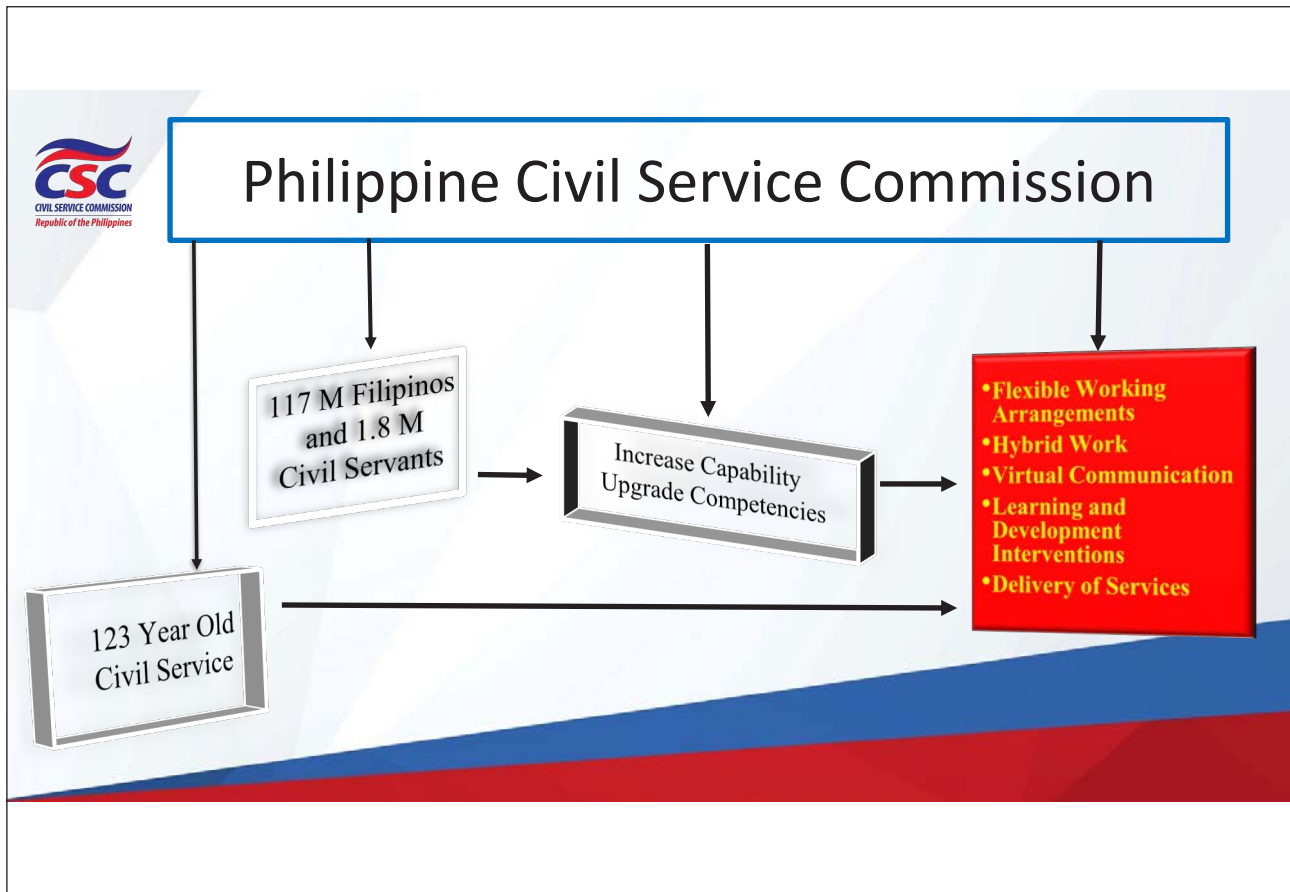 CSC
CIVIL SERVICE COMMISSION
Republic of the Philippines
Philippine Civil Service Commission
117 M Filipinos
and 1.8 M
Civil Servants
Increase Capability
Upgrade Competencies
•Flexible Working
Arrangements
•Hybrid Work
•Virtual Communication
•Learning and
Development
Interventions
•Delivery of Services
123 Year Old
Civil Service